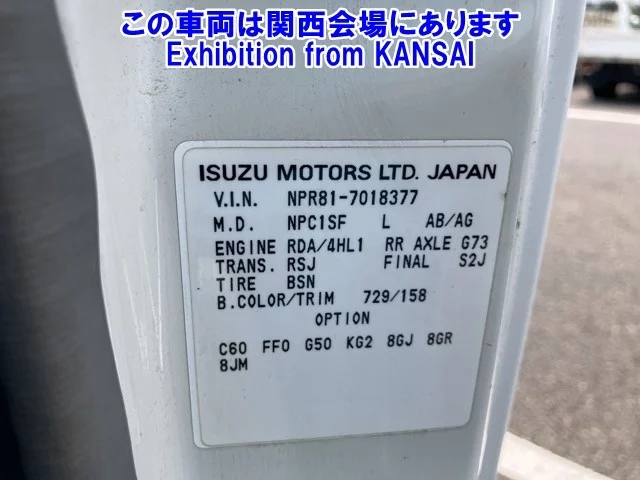 この車両は関西会場にあります
Exhibition from KANSAI
ISUZU MOTORS LTD. JAPAN
V.I.N. NPR81-7018377
M.D. NPC1SF L AB/AG
ENGINE RDA/4HL1 RR AXLE G73
TRANS. RSJ FINAL S2J
TIRE BSN
B.COLOR/TRIM 729/158
OPTION
C60 FF0 G50 KG2 8GJ 8GR
8JM